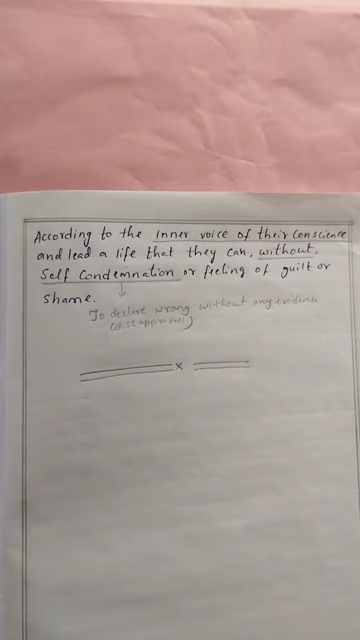 According to the inner voice of their conscience
and lead a life that they can, without,
Self Condemnation or feeling of guilt or
shame.
To declare wrong without any evidence
(dissapproval)
x